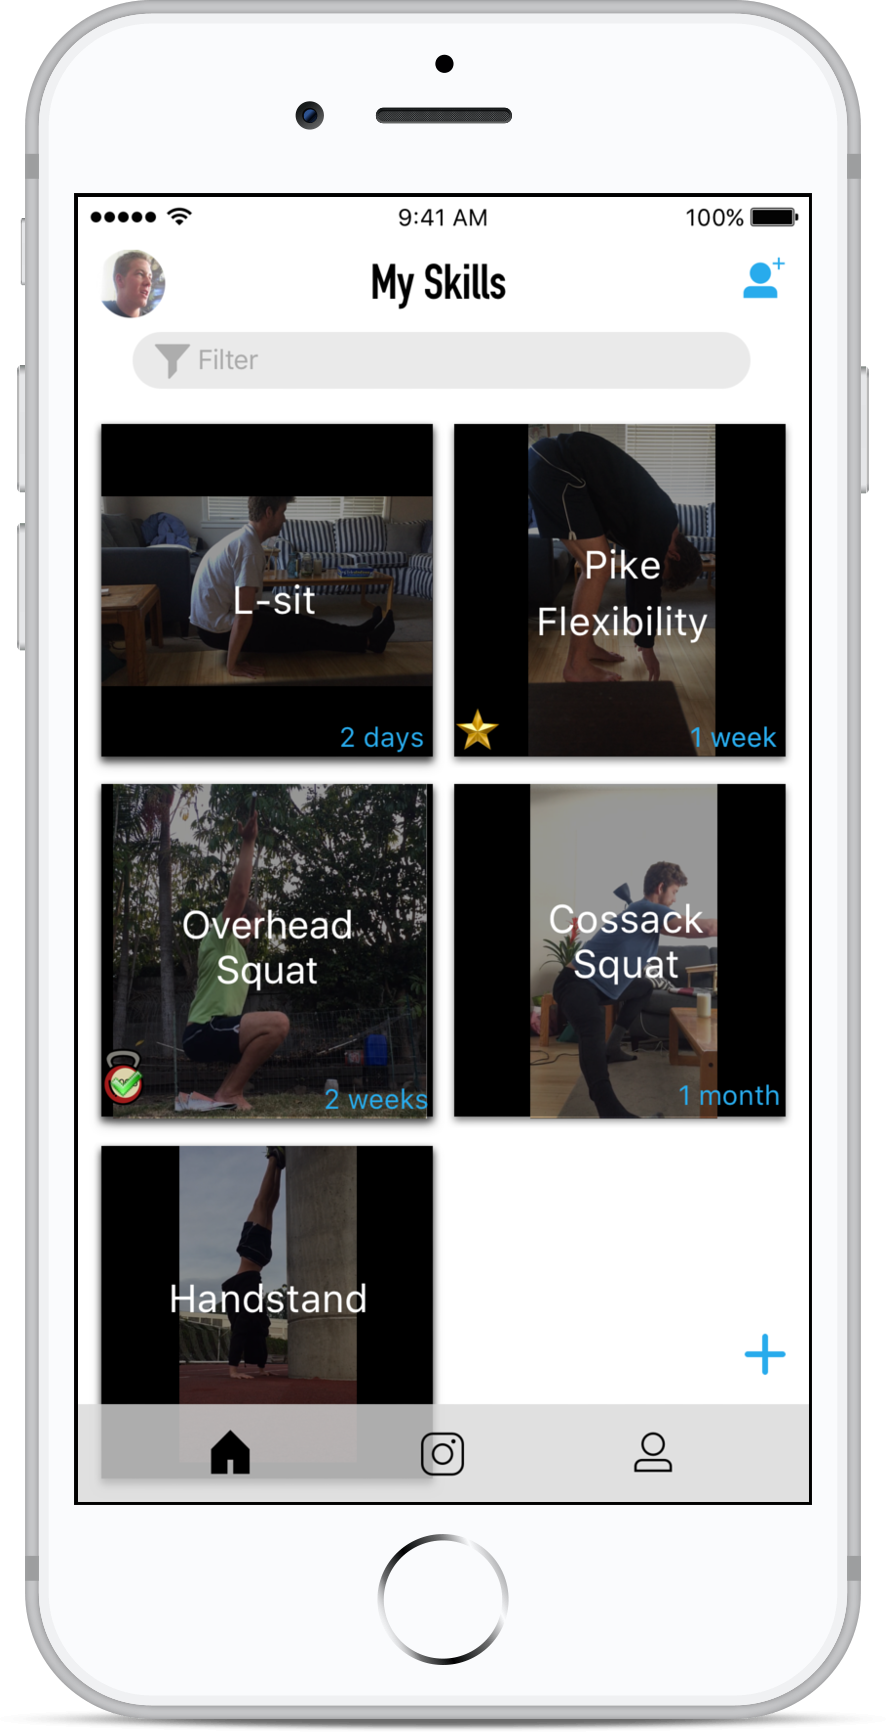 9:41 AM
100%
My Skills
Filter
L-sit
2 days
Pike
Flexibility
1 week
Overhead
Squat
2 weeks
Cossack
Squat
1 month
Handstand